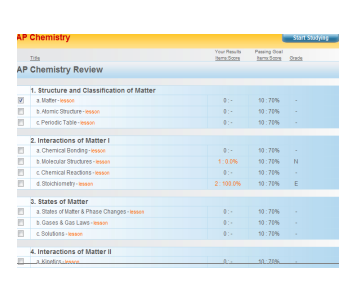 AP Chemistry
Start Studying
Your Results Passing Goal
Title Items:Score Items:Score Grade
AP Chemistry Review
1. Structure and Classification of Matter
a. Matter - lesson 0 : - 10 : 70% -
b. Atomic Structure - lesson 0 : - 10 : 70% -
c. Periodic Table - lesson 0 : - 10 : 70% -
2. Interactions of Matter I
a. Chemical Bonding - lesson 0 : - 10 : 70% -
b. Molecular Structures - lesson 1 : 0.0% 10 : 70% N
c. Chemical Reactions - lesson 0 : - 10 : 70% -
d. Stoichiometry - lesson 2 : 100.0% 10 : 70% E
3. States of Matter
a. States of Matter & Phase Changes - lesson 0 : - 10 : 70% -
b. Gases & Gas Laws - lesson 0 : - 10 : 70% -
c. Solutions - lesson 0 : - 10 : 70% -
4. Interactions of Matter II
a. Kinetics - lesson 0 : - 10 : 70% -